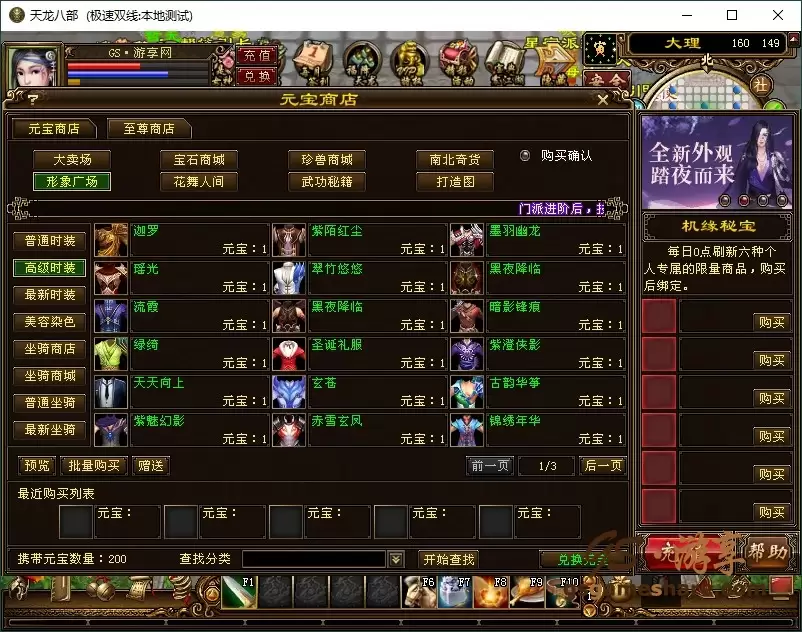 天龙八部 (极速双线:本地测试)
GS·游享网
充值
兑换
大理 160 149
北
社
元宝商店
元宝商店 至尊商店
大卖场 宝石商城 珍兽商城 南北奇货 购买确认
形象广场 花舞人间 武功秘籍 打造图
门派进阶后，
全新外观
踏夜而来
机缘秘宝
每日0点刷新六种个
人专属的限量商品，购买
后绑定。
普通时装
高级时装
最新时装
美容染色
坐骑商店
坐骑商城
普通坐骑
最新坐骑
迦罗 元宝：1 紫陌红尘 元宝：1 墨羽幽龙 元宝：1
瑶光 元宝：1 翠竹悠悠 元宝：1 黑夜降临 元宝：1
流霞 元宝：1 黑夜降临 元宝：1 暗影锋痕 元宝：1
绿绮 元宝：1 圣诞礼服 元宝：1 紫澄侠影 元宝：1
天天向上 元宝：1 玄苍 元宝：1 古韵华筝 元宝：1
紫魅幻影 元宝：1 赤雪玄凤 元宝：1 锦绣年华 元宝：1
购买
购买
购买
购买
购买
购买
预览 批量购买 赠送 前一页 1/3 后一页
最近购买列表
元宝： 元宝： 元宝： 元宝： 元宝：
携带元宝数量：200 查找分类 开始查找 兑换元宝
帮助
F1 F6 F7 F8 F9 F10